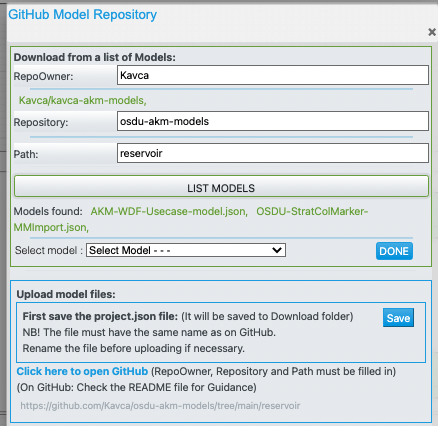 GitHub Model Repository
×
Download from a list of Models:
RepoOwner: Kavca
Kavca/kavca-akm-models,
Repository: osdu-akm-models
Path: reservoir
LIST MODELS
Models found: AKM-WDF-Usecase-model.json, OSDU-StratColMarker-
MMImport.json,
Select model : Select Model - - - DONE
Upload model files:
First save the project.json file: (It will be saved to Download folder) Save
NB! The file must have the same name as on GitHub.
Rename the file before uploading if necessary.
Click here to open GitHub (RepoOwner, Repository and Path must be filled in)
(On GitHub: Check the README file for Guidance)
https://github.com/Kavca/osdu-akm-models/tree/main/reservoir